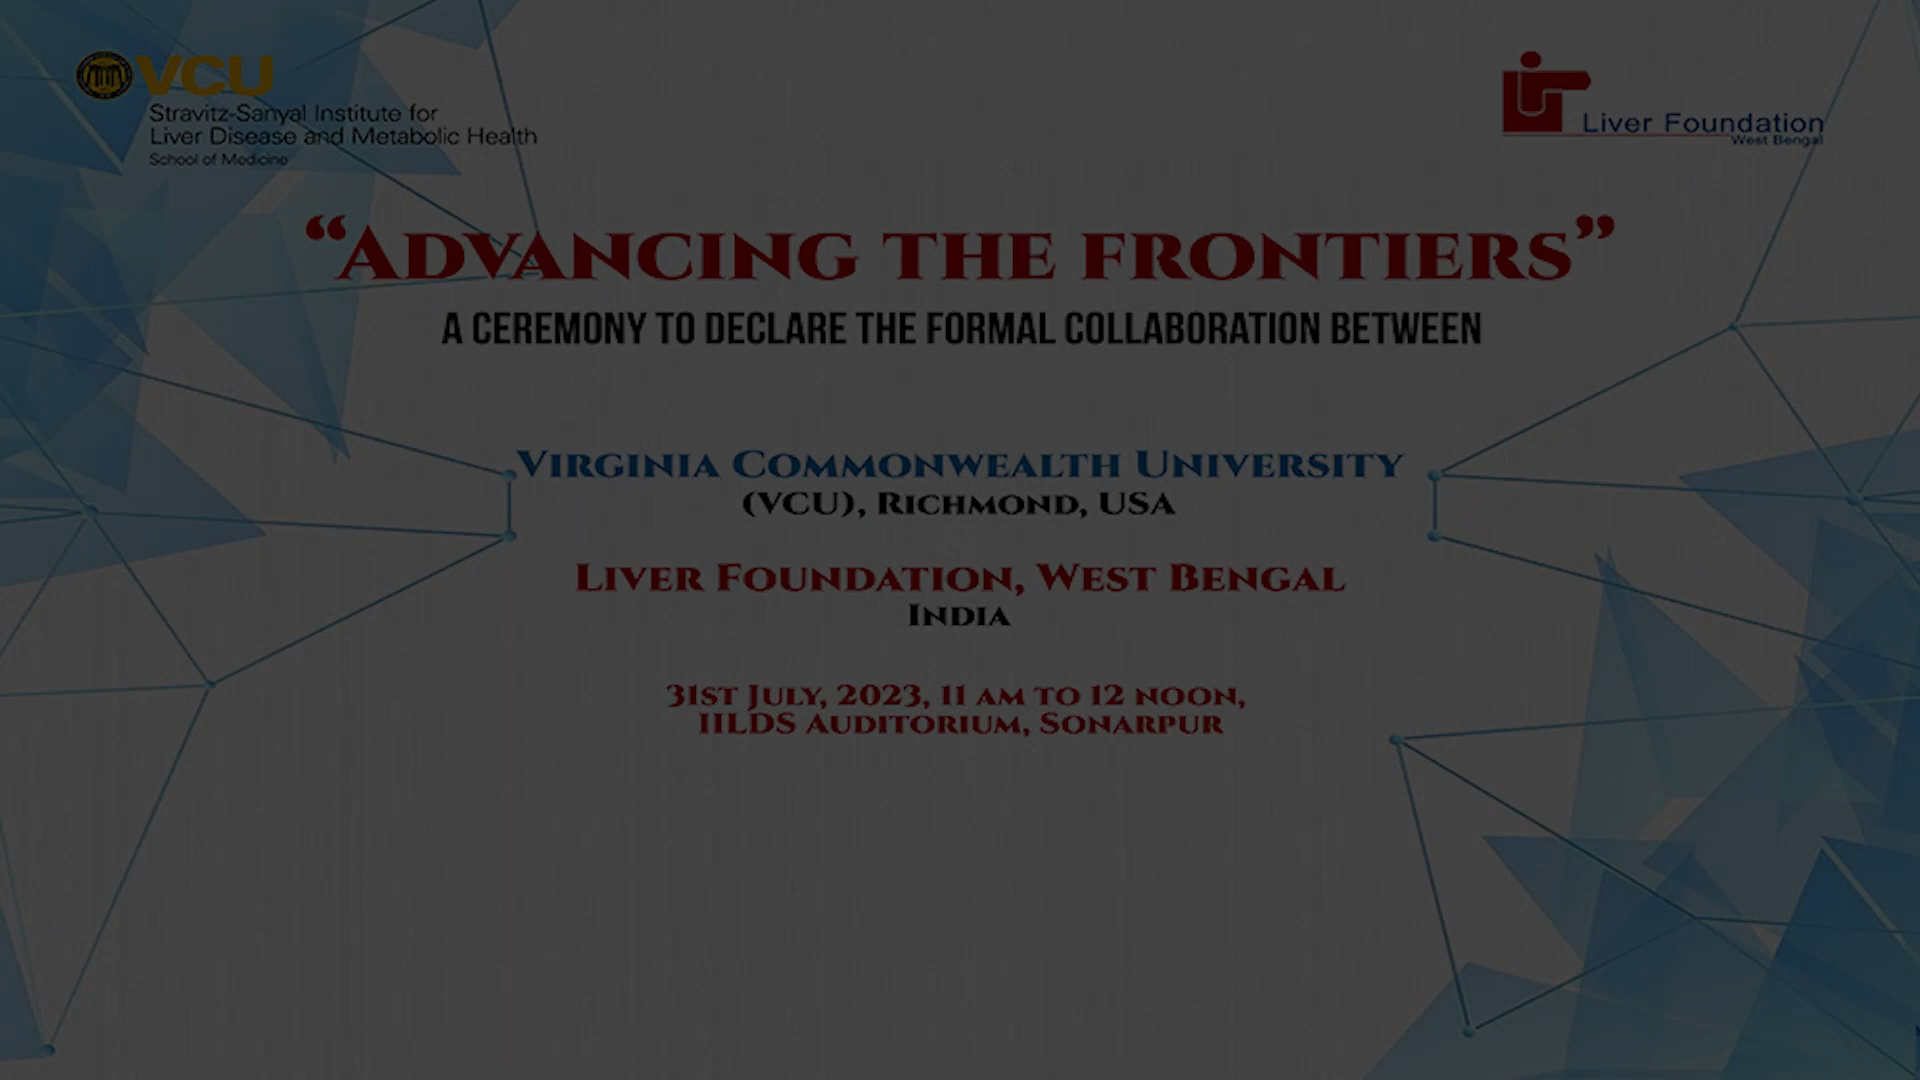 VCU
Stravitz-Sanyal Institute for
Liver Disease and Metabolic Health
School of Medicine
Liver Foundation
West Bengal
“Advancing the frontiers”
A CEREMONY TO DECLARE THE FORMAL COLLABORATION BETWEEN
Virginia Commonwealth University
(VCU), Richmond, USA
Liver Foundation, West Bengal
India
31st July, 2023, 11 am to 12 noon,
IILDS Auditorium, Sonarpur